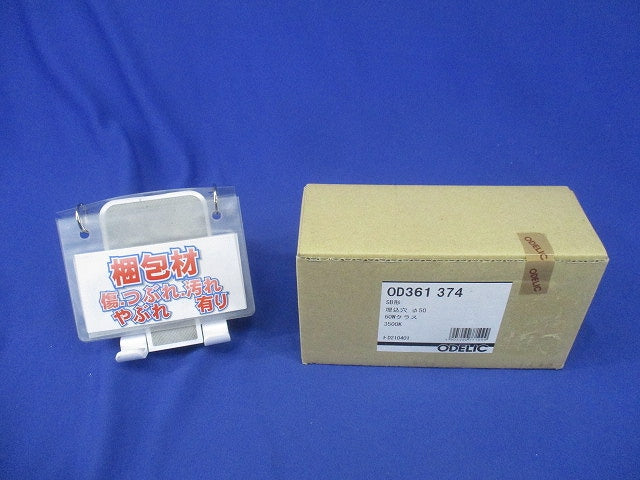 梱包材
傷、つぶれ、汚れ
やぶれ 有り
OD361 374
SB形
埋込穴 φ50
60Wクラス
3500K
ODELIC
ODELIC
ODELIC